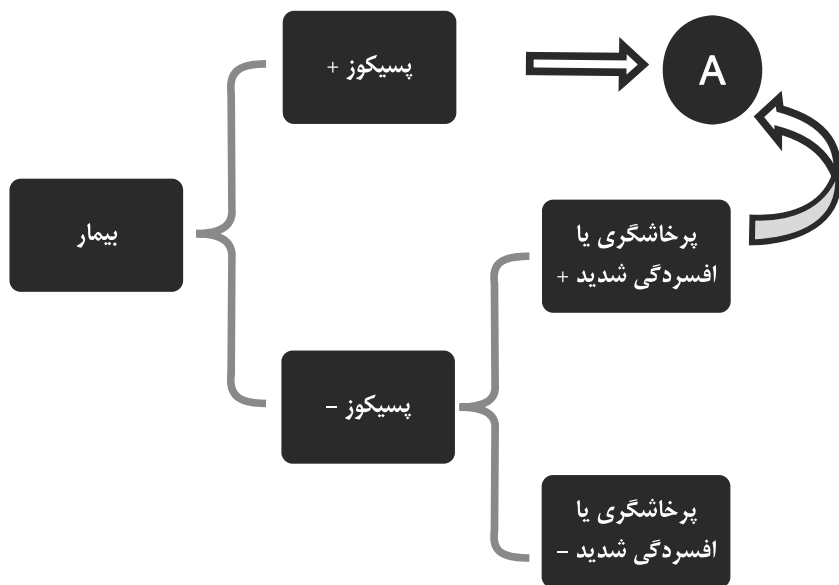 پسیکوز +
A
بیمار
پرخاشگری یا
افسردگی شدید +
پسیکوز –
پرخاشگری یا
افسردگی شدید –